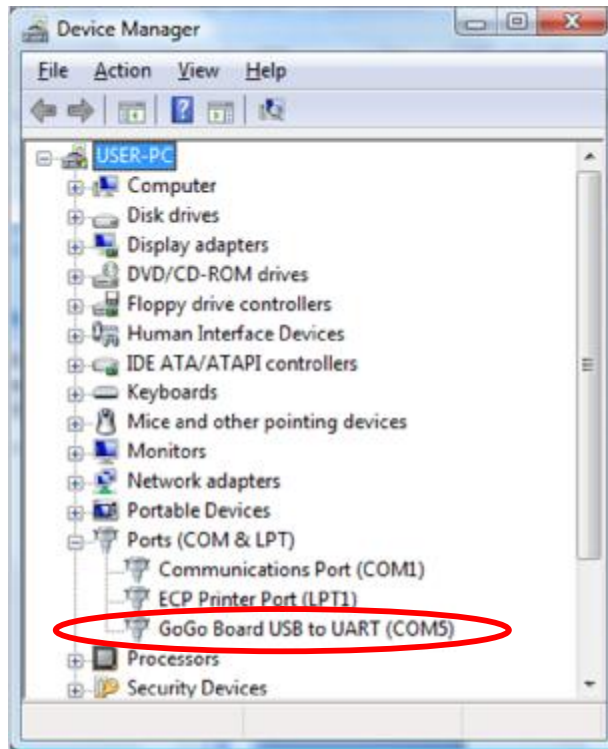 Device Manager
File Action View Help
USER-PC
Computer
Disk drives
Display adapters
DVD/CD-ROM drives
Floppy drive controllers
Human Interface Devices
IDE ATA/ATAPI controllers
Keyboards
Mice and other pointing devices
Monitors
Network adapters
Portable Devices
Ports (COM & LPT)
Communications Port (COM1)
ECP Printer Port (LPT1)
GoGo Board USB to UART (COM5)
Processors
Security Devices